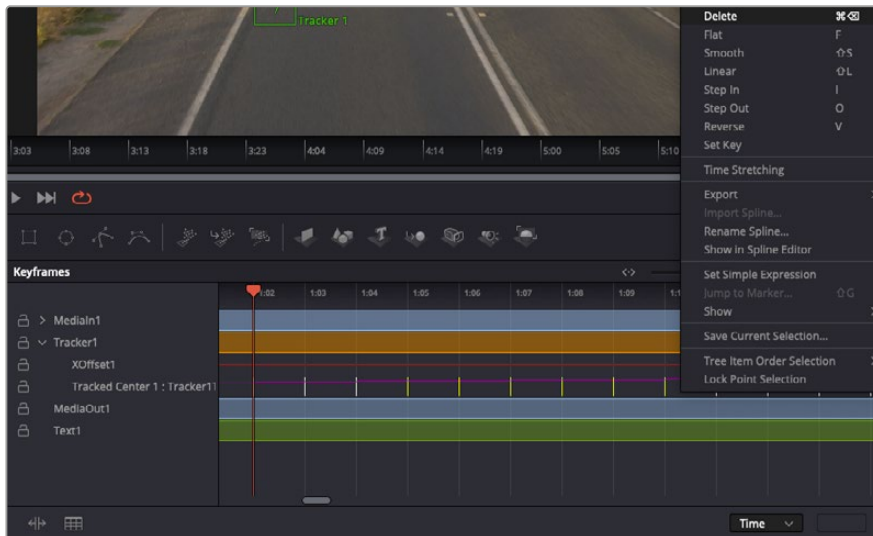 Tracker 1
3:03 3:08 3:13 3:18 3:23 4:04 4:09 4:14 4:19 5:00 5:05 5:10
Keyframes
1:02 1:03 1:04 1:05 1:06 1:07 1:08 1:09
MediaIn1
Tracker1
XOffset1
Tracked Center 1 : Tracker11
MediaOut1
Text1
Time
Delete ⌘⌫
Flat F
Smooth ⇧S
Linear ⇧L
Step In I
Step Out O
Reverse V
Set Key
Time Stretching
Export
Import Spline...
Rename Spline...
Show in Spline Editor
Set Simple Expression
Jump to Marker... ⇧G
Show
Save Current Selection...
Tree Item Order Selection
Lock Point Selection